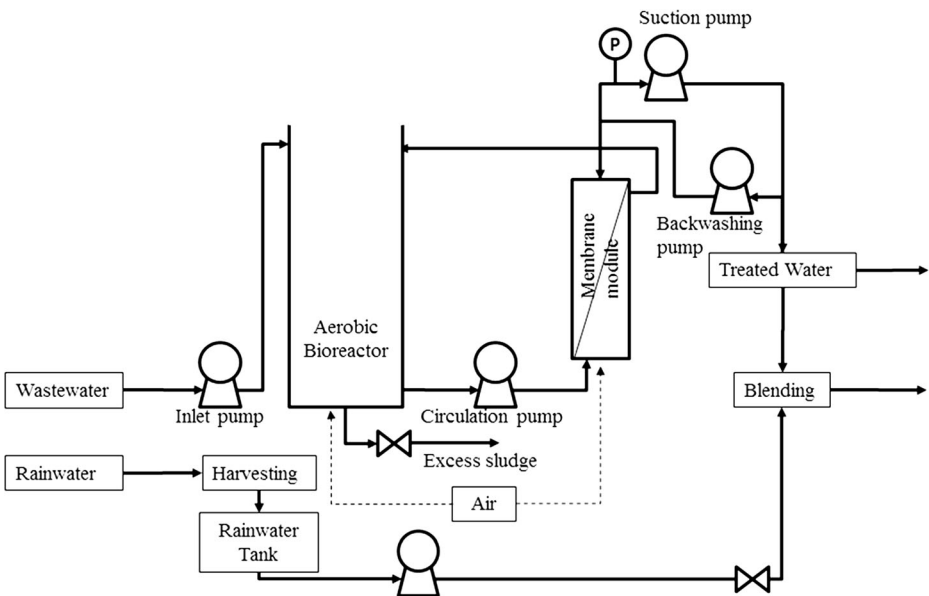 Suction pump
P
Backwashing
pump
Membrane
module
Treated Water
Aerobic
Bioreactor
Wastewater
Inlet pump
Circulation pump
Blending
Excess sludge
Rainwater
Harvesting
Air
Rainwater
Tank